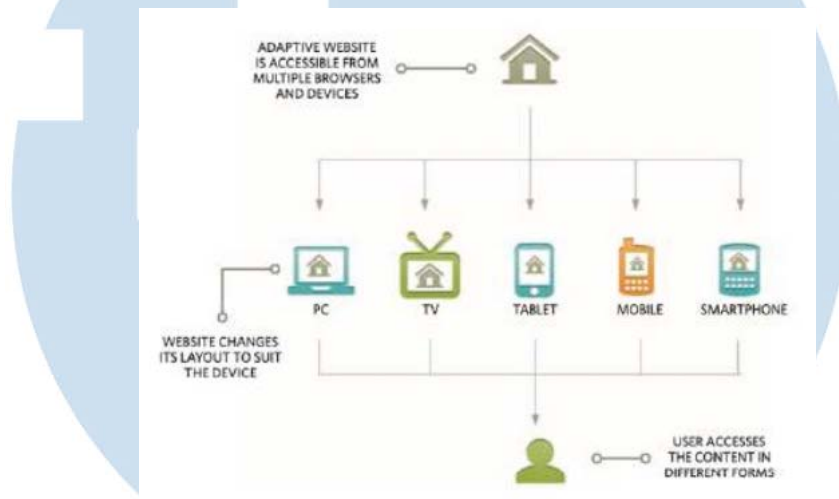 ADAPTIVE WEBSITE
IS ACCESSIBLE FROM
MULTIPLE BROWSERS
AND DEVICES
PC
TV
TABLET
MOBILE
SMARTPHONE
WEBSITE CHANGES
ITS LAYOUT TO SUIT
THE DEVICE
USER ACCESSES
THE CONTENT IN
DIFFERENT FORMS